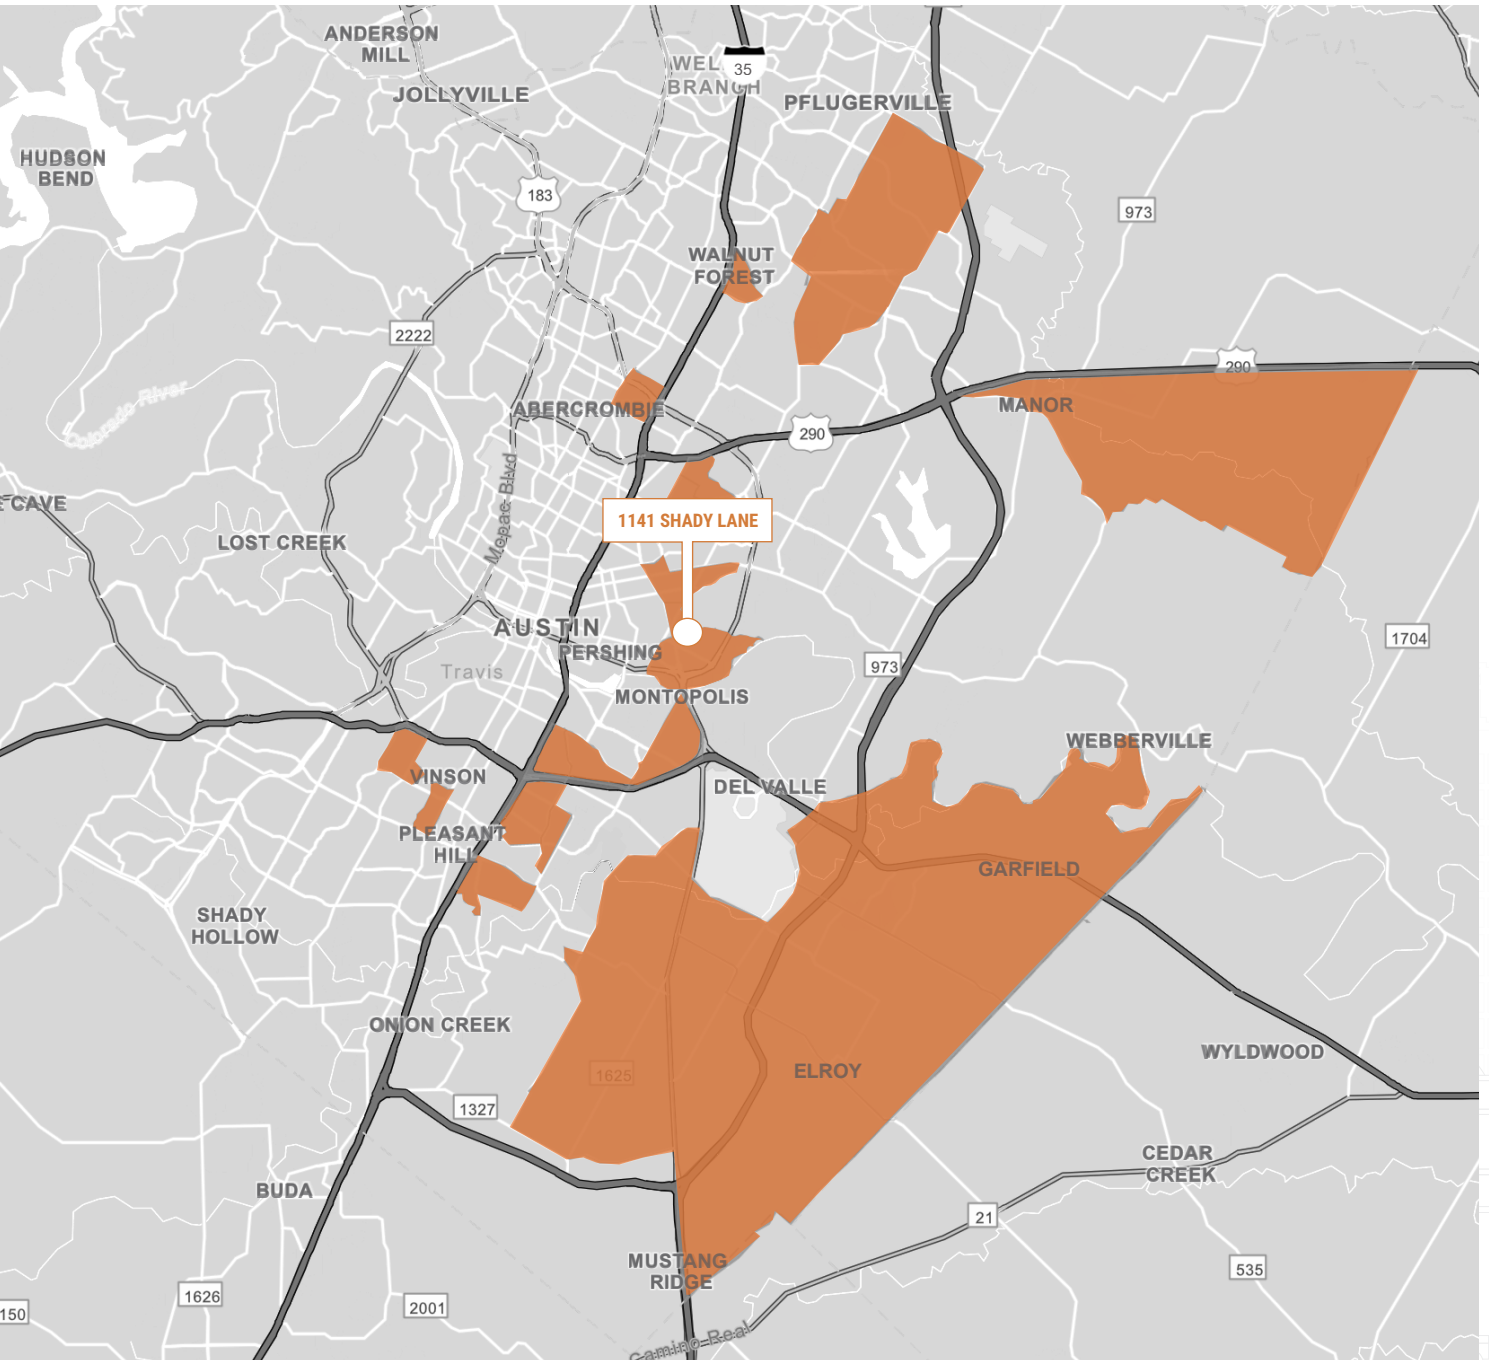 ANDERSON
MILL
WEL
BRANCH
35
JOLLYVILLE
PFLUGERVILLE
HUDSON
BEND
183
973
WALNUT
FOREST
2222
290
Colorado River
ABERCROMBIE
MANOR
290
Mopac Blvd
E CAVE
1141 SHADY LANE
LOST CREEK
AUSTIN
PERSHING
1704
973
Travis
MONTOPOLIS
WEBBERVILLE
VINSON
DEL VALLE
PLEASANT
HILL
GARFIELD
SHADY
HOLLOW
ONION CREEK
WYLDWOOD
1625
ELROY
1327
CEDAR
CREEK
BUDA
21
MUSTANG
RIDGE
535
1626
2001
150
Camino Real